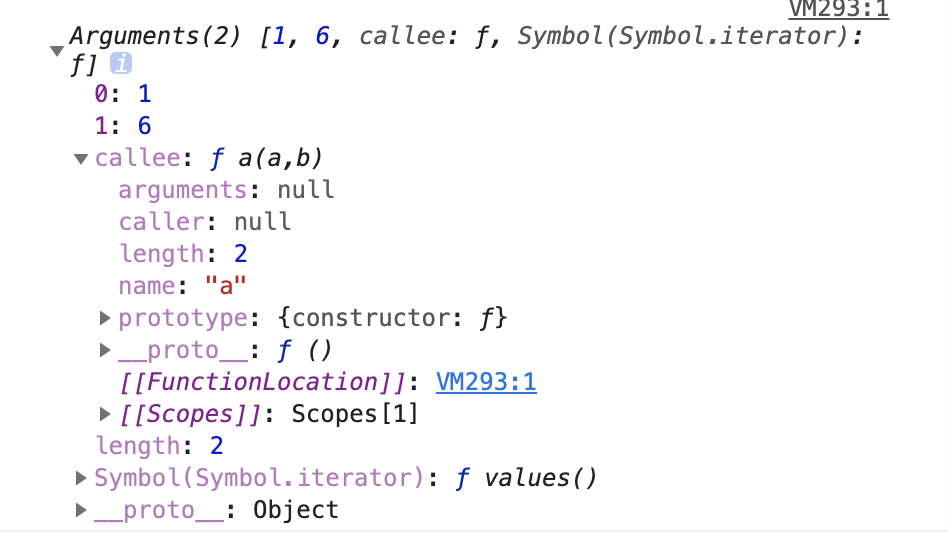 VM293:1
Arguments(2) [1, 6, callee: ƒ, Symbol(Symbol.iterator):
ƒ] i
0: 1
1: 6
callee: ƒ a(a,b)
arguments: null
caller: null
length: 2
name: "a"
prototype: {constructor: ƒ}
__proto__: ƒ ()
[[FunctionLocation]]: VM293:1
[[Scopes]]: Scopes[1]
length: 2
Symbol(Symbol.iterator): ƒ values()
__proto__: Object